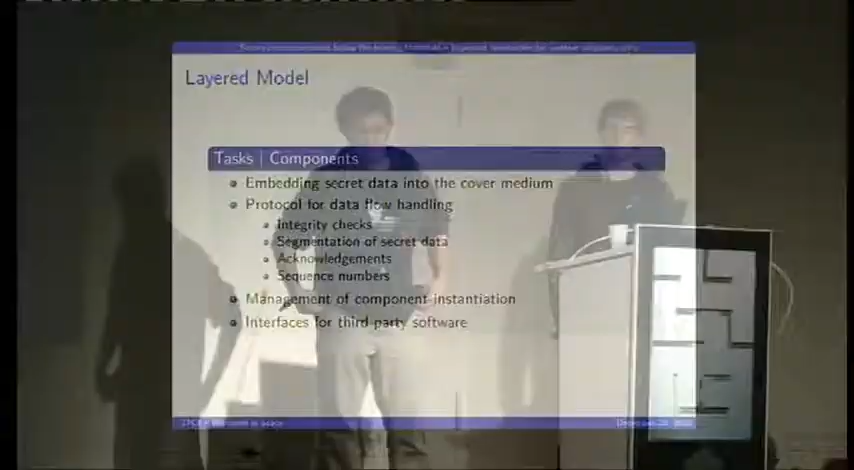 Layered Model
Tasks | Components
Embedding secret data into the cover medium
Protocol for data flow handling
Integrity checks
Segmentation of secret data
Acknowledgements
Sequence numbers
Management of component instantiation
Interfaces for third party software